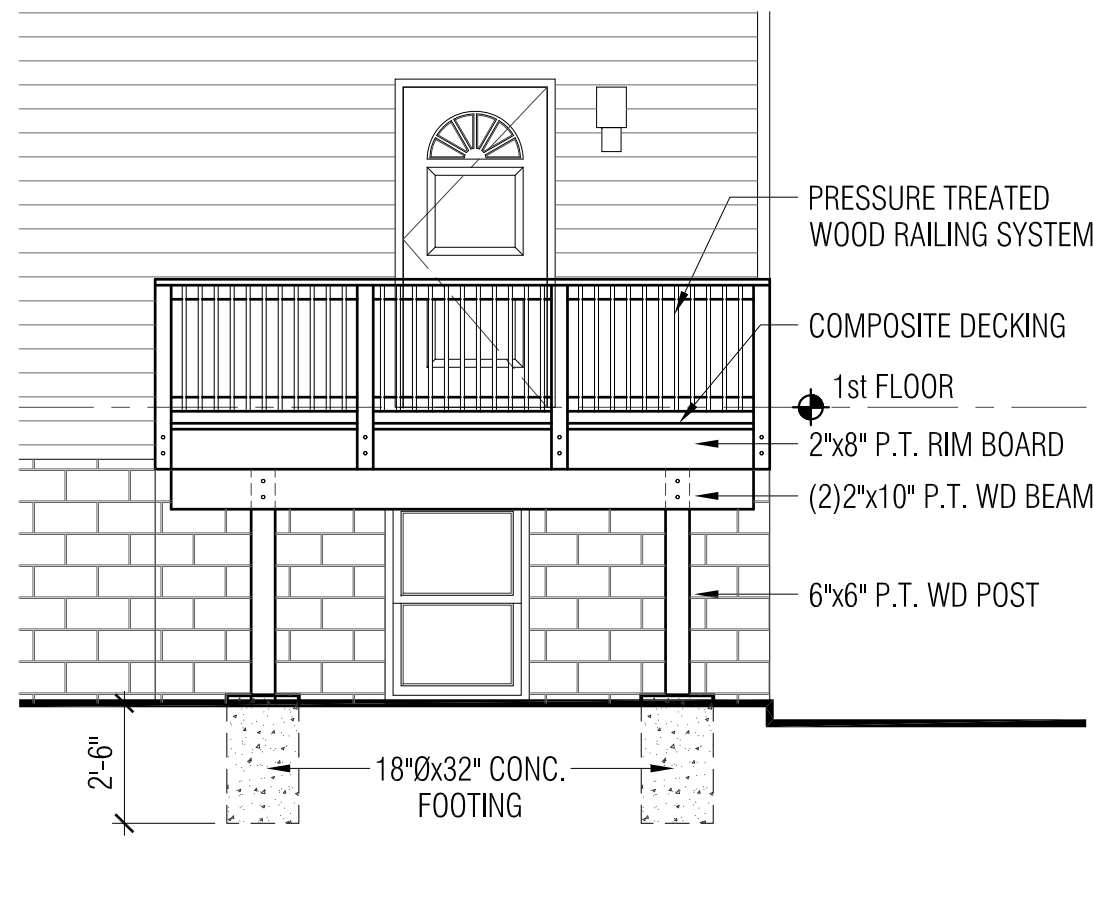 PRESSURE TREATED
WOOD RAILING SYSTEM
COMPOSITE DECKING
1st FLOOR
2"x8" P.T. RIM BOARD
(2)2"x10" P.T. WD BEAM
6"x6" P.T. WD POST
2'-6"
18"Øx32" CONC.
FOOTING